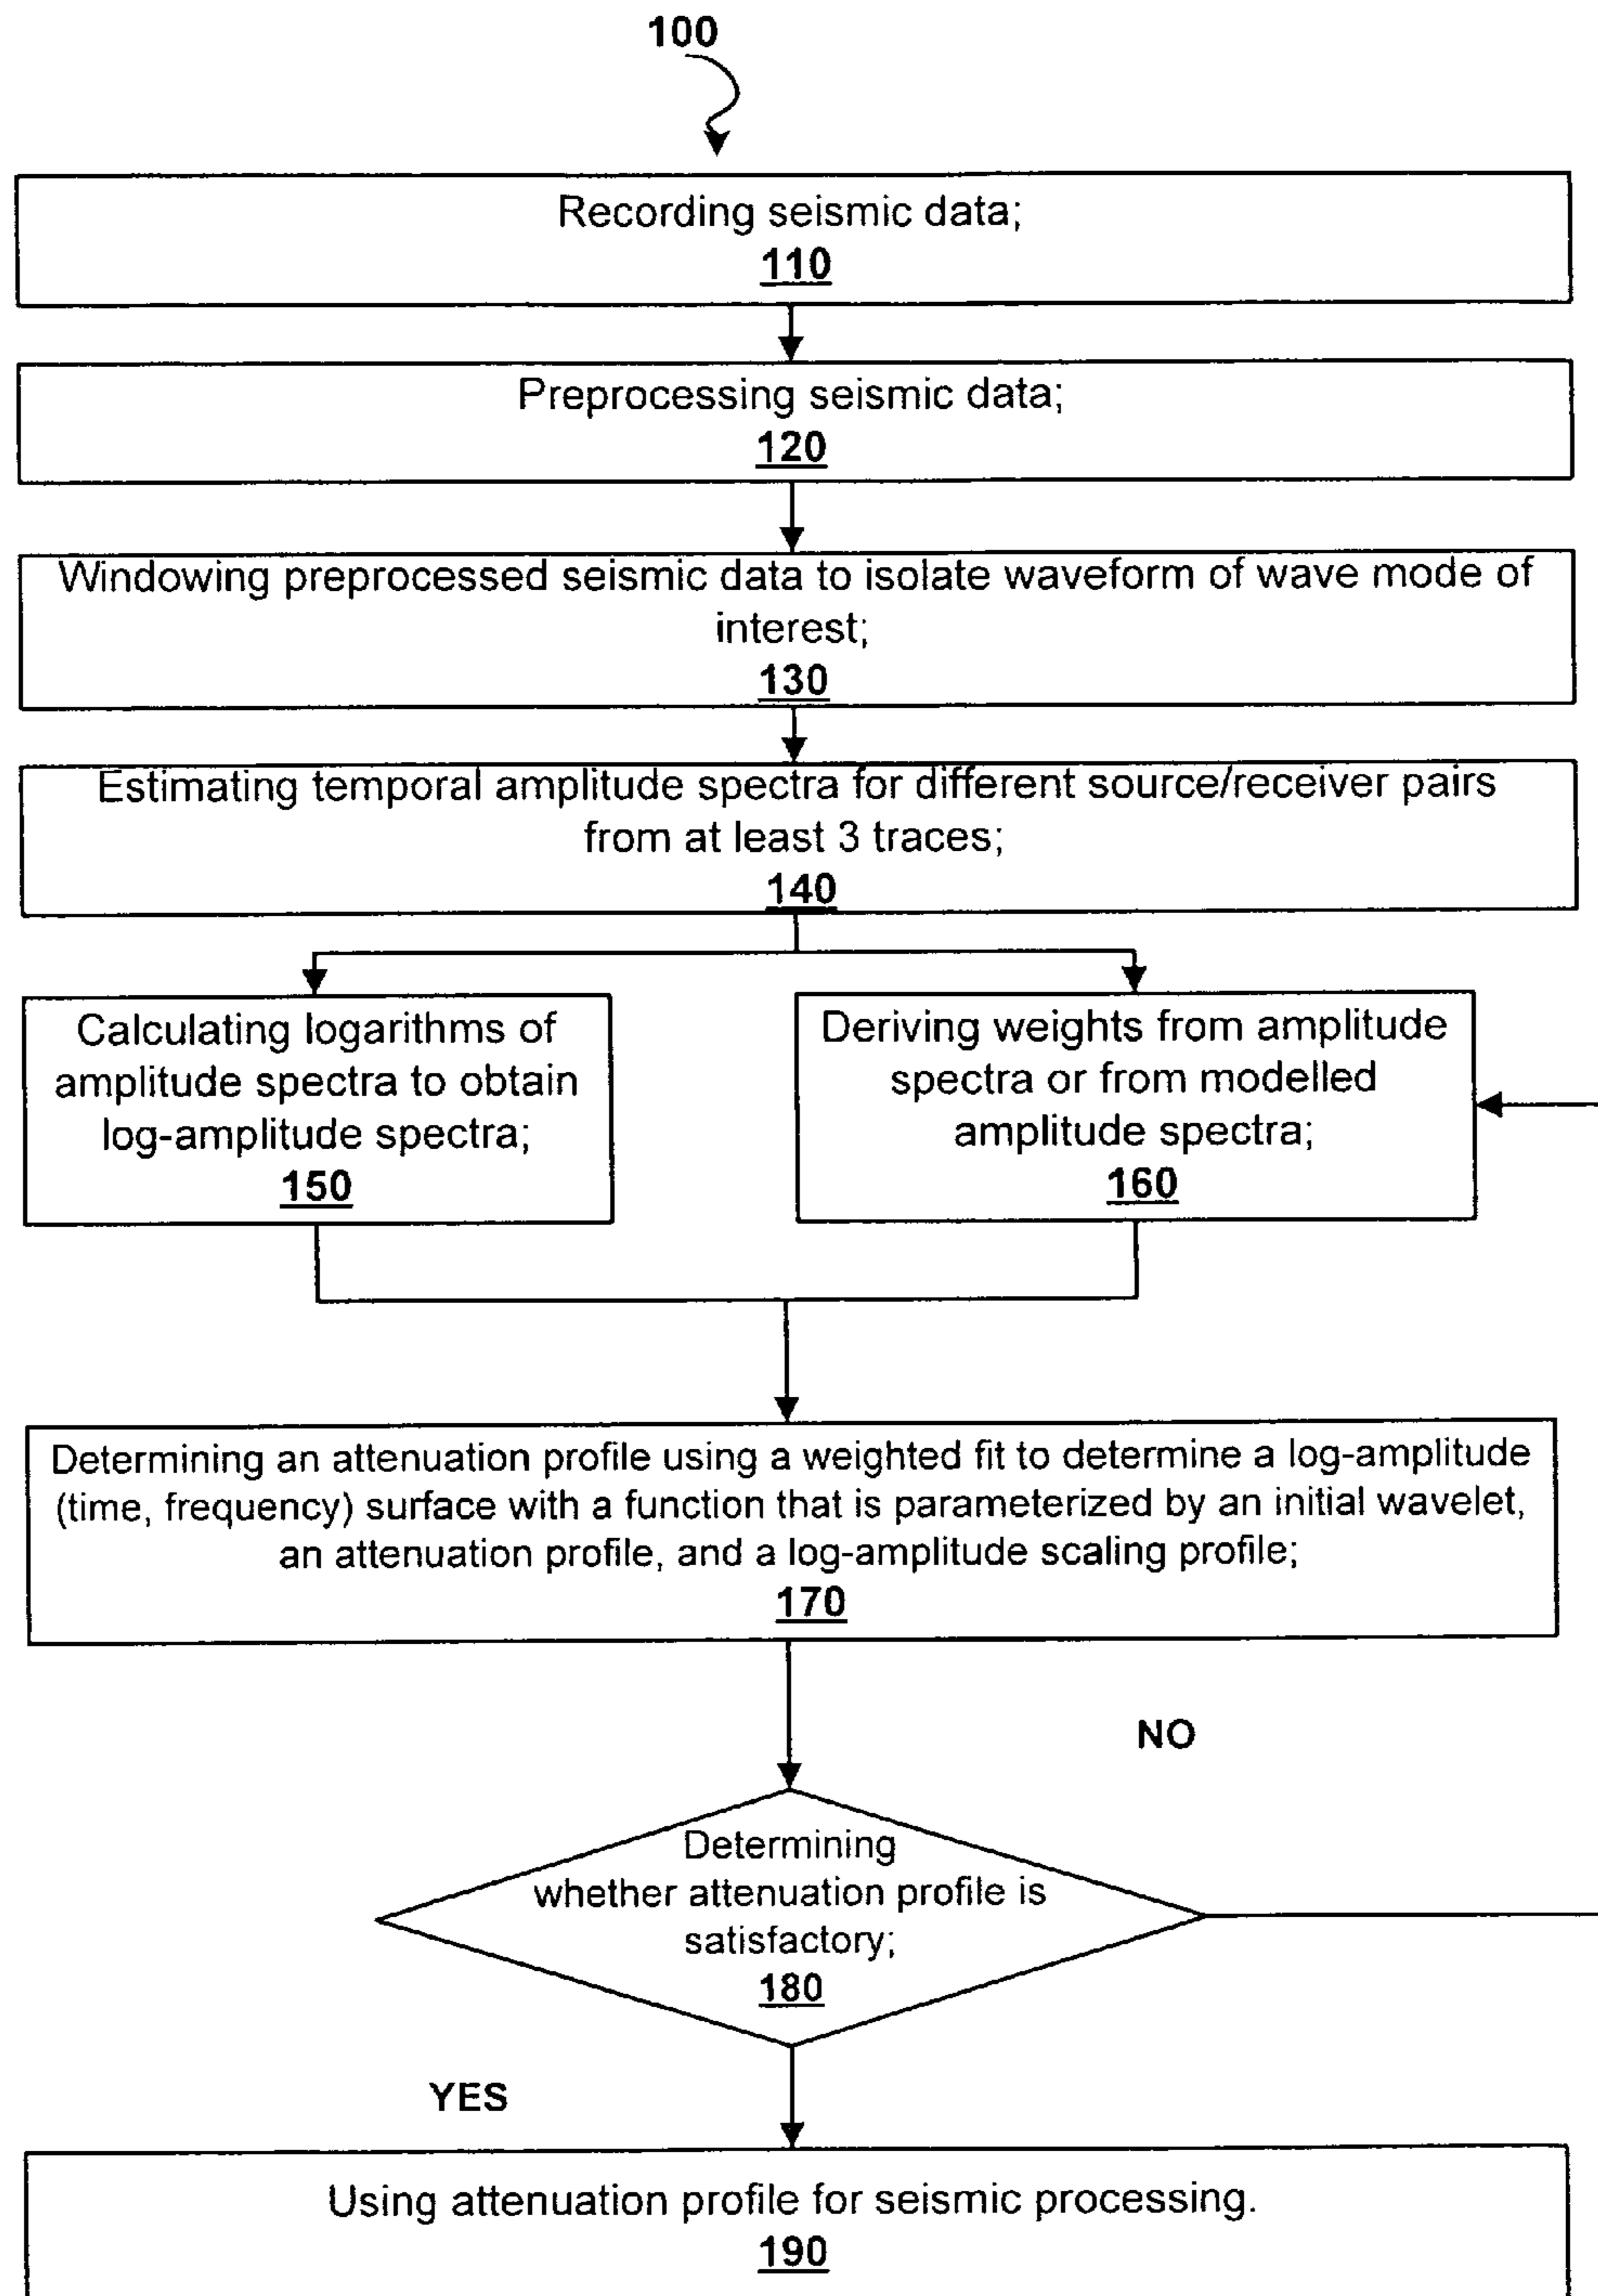 100
Recording seismic data;
110
Preprocessing seismic data;
120
Windowing preprocessed seismic data to isolate waveform of wave mode of
interest;
130
Estimating temporal amplitude spectra for different source/receiver pairs
from at least 3 traces;
140
Calculating logarithms of
amplitude spectra to obtain
log-amplitude spectra;
150
Deriving weights from amplitude
spectra or from modelled
amplitude spectra;
160
Determining an attenuation profile using a weighted fit to determine a log-amplitude
(time, frequency) surface with a function that is parameterized by an initial wavelet,
an attenuation profile, and a log-amplitude scaling profile;
170
NO
Determining
whether attenuation profile is
satisfactory;
180
YES
Using attenuation profile for seismic processing.
190